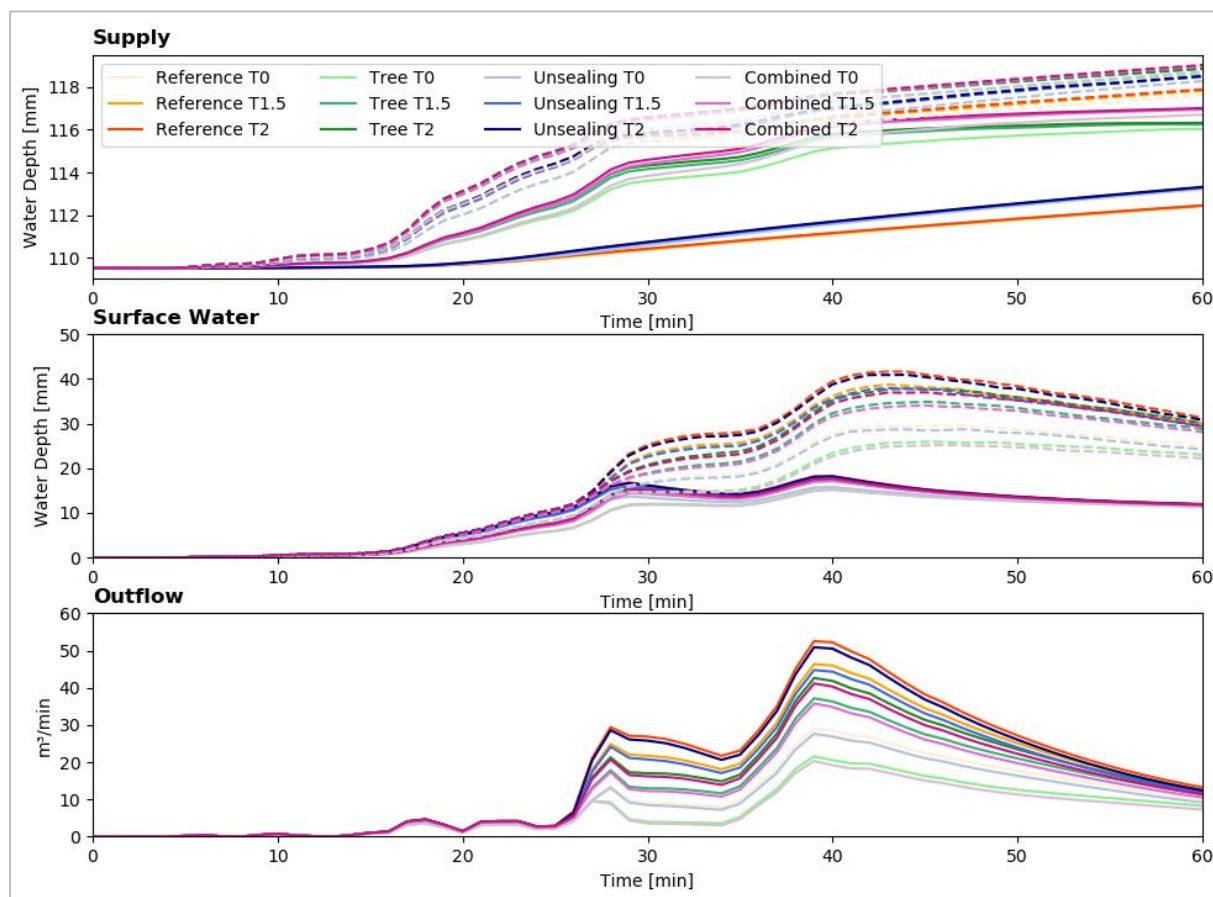 Supply
Water Depth [mm]
118
116
114
112
110
Reference T0 Tree T0 Unsealing T0 Combined T0
Reference T1.5 Tree T1.5 Unsealing T1.5 Combined T1.5
Reference T2 Tree T2 Unsealing T2 Combined T2
0 10 20 30 40 50 60
Time [min]
Surface Water
Water Depth [mm]
50
40
30
20
10
0
0 10 20 30 40 50 60
Time [min]
Outflow
m³/min
60
50
40
30
20
10
0
0 10 20 30 40 50 60
Time [min]